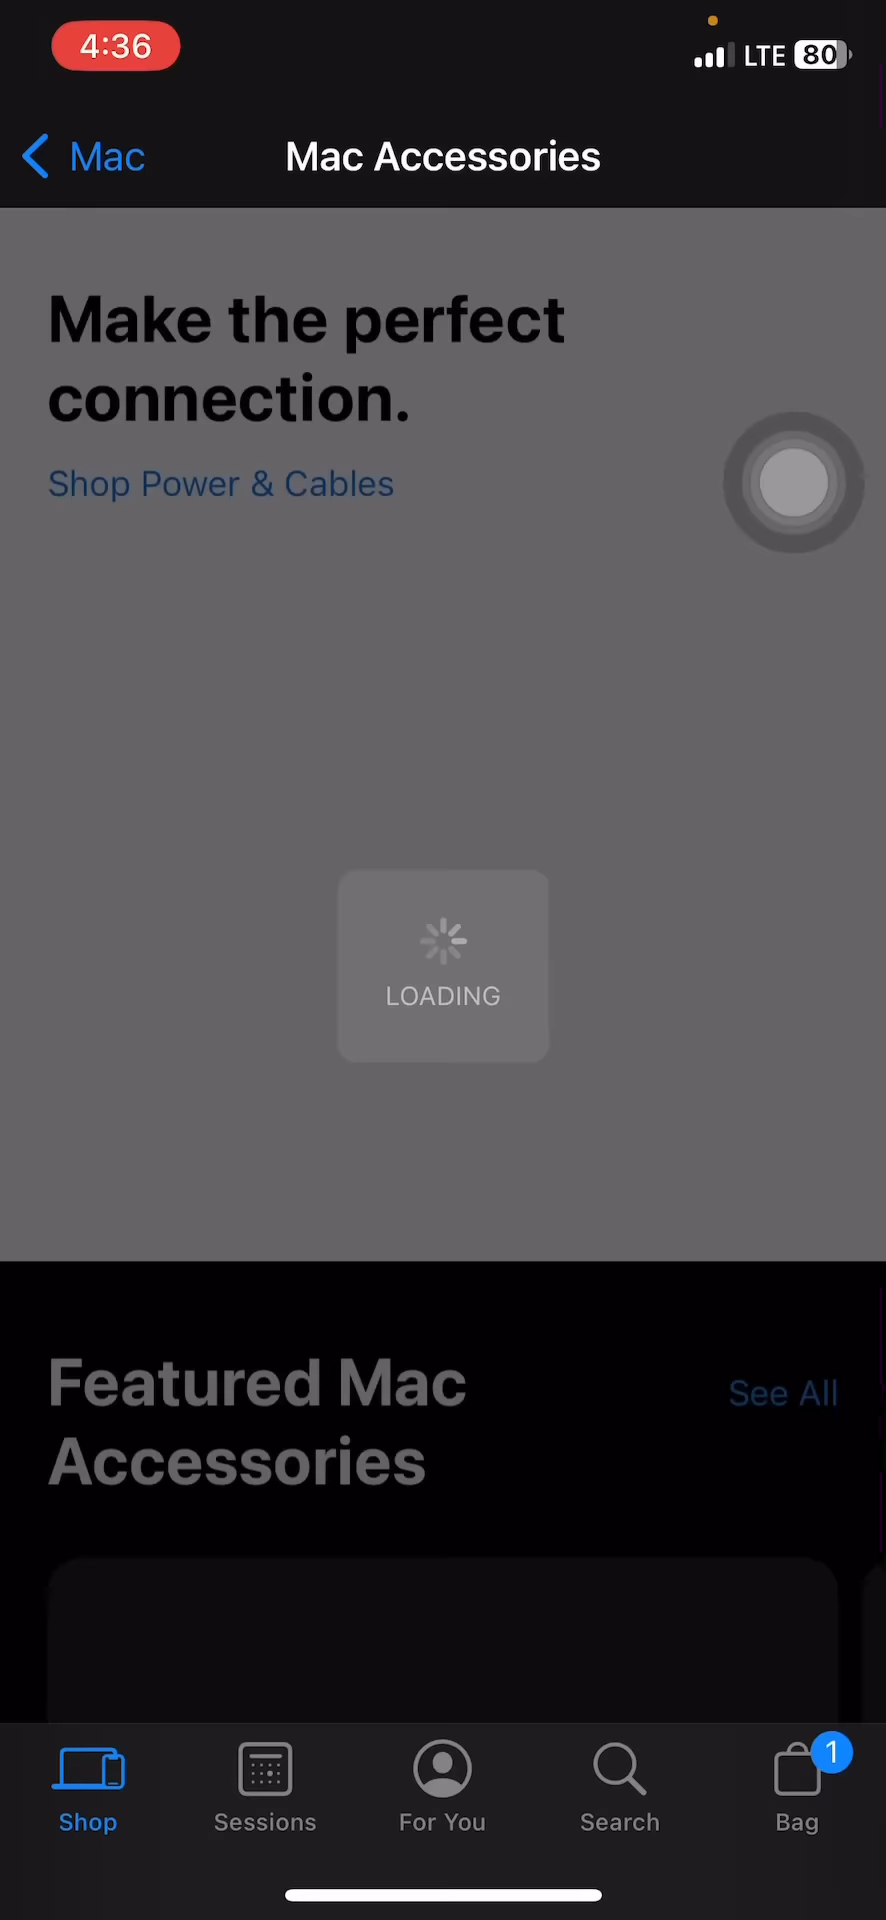 4:36
LTE 80
Mac
Mac Accessories
Make the perfect
connection.
Shop Power & Cables
LOADING
Featured Mac
Accessories
See All
1
Shop
Sessions
For You
Search
Bag